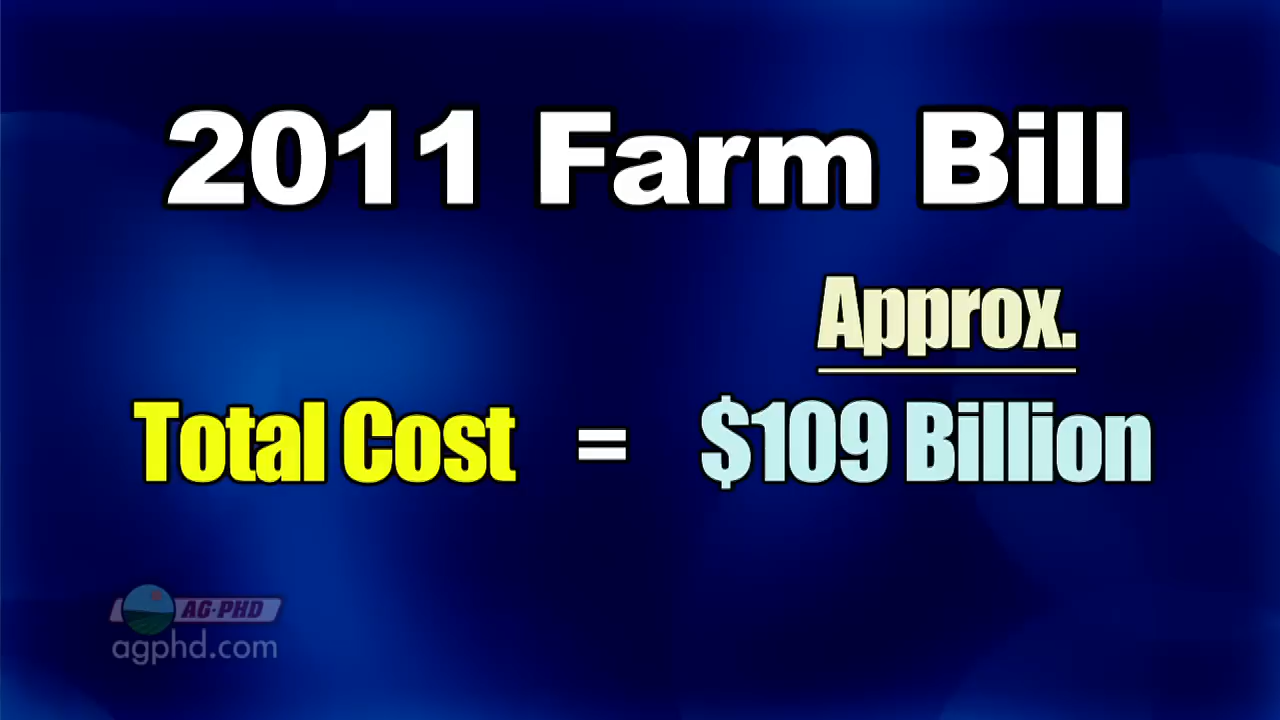 2011 Farm Bill
Approx.
Total Cost = $109 Billion
AG·PHD
agphd.com